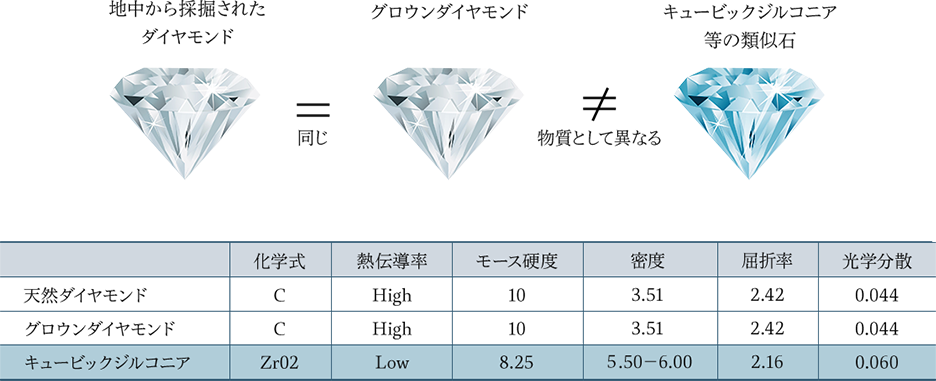 地中から採掘された
ダイヤモンド
グロウンダイヤモンド
キュービックジルコニア
等の類似石
=
同じ
≠
物質として異なる
化学式 熱伝導率 モース硬度 密度 屈折率 光学分散
天然ダイヤモンド C High 10 3.51 2.42 0.044
グロウンダイヤモンド C High 10 3.51 2.42 0.044
キュービックジルコニア Zr02 Low 8.25 5.50−6.00 2.16 0.060